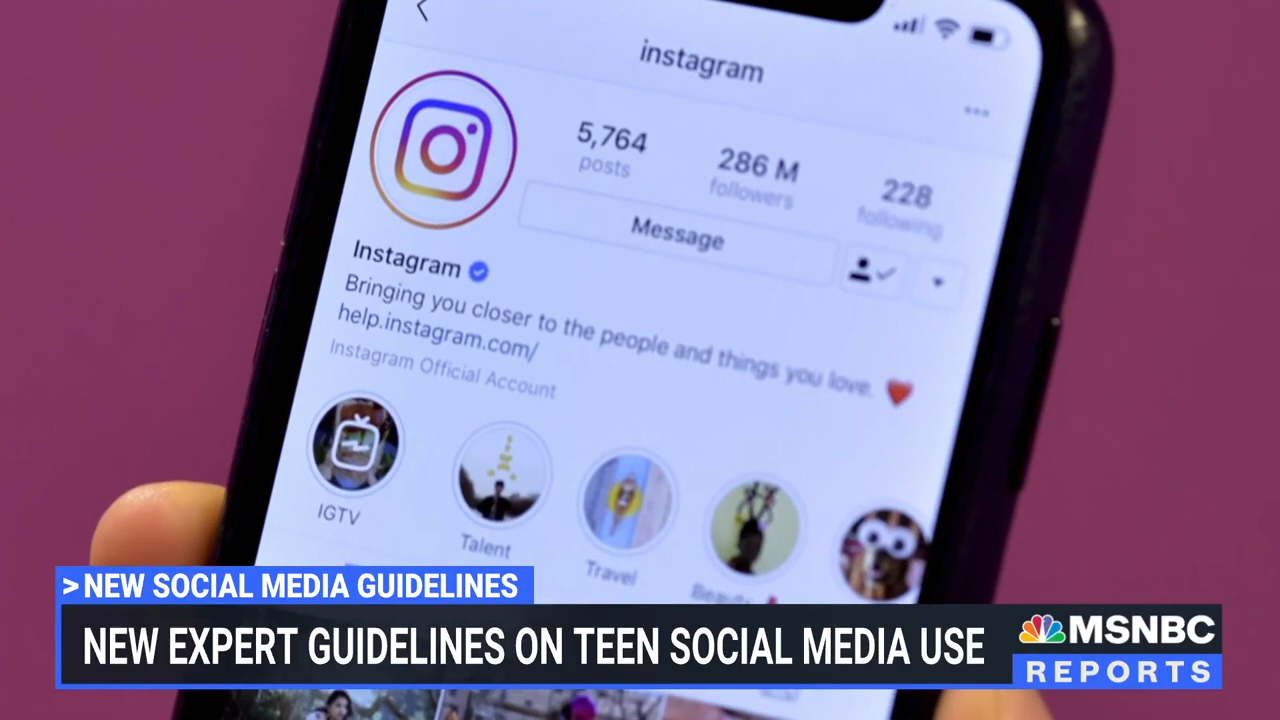 instagram
5,764
posts
286 M
followers
228
following
Message
Instagram
Bringing you closer to the people and things you love. ❤️
help.instagram.com/
Instagram Official Account
IGTV
Talent
Travel
> NEW SOCIAL MEDIA GUIDELINES
NEW EXPERT GUIDELINES ON TEEN SOCIAL MEDIA USE
MSNBC
REPORTS